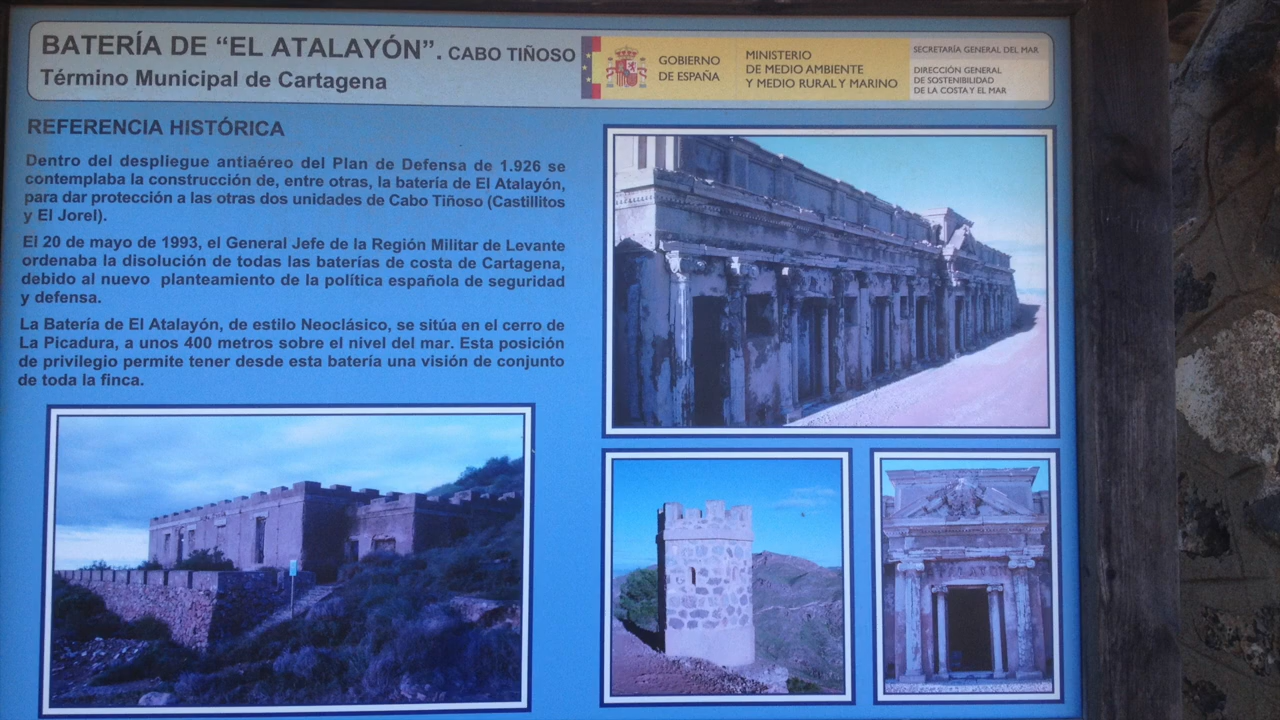 BATERÍA DE “EL ATALAYÓN”. CABO TIÑOSO
Término Municipal de Cartagena
GOBIERNO
DE ESPAÑA
MINISTERIO
DE MEDIO AMBIENTE
Y MEDIO RURAL Y MARINO
SECRETARÍA GENERAL DEL MAR
DIRECCIÓN GENERAL
DE SOSTENIBILIDAD
DE LA COSTA Y EL MAR
REFERENCIA HISTÓRICA
Dentro del despliegue antiaéreo del Plan de Defensa de 1.926 se
contemplaba la construcción de, entre otras, la batería de El Atalayón,
para dar protección a las otras dos unidades de Cabo Tiñoso (Castillitos
y El Jorel).
El 20 de mayo de 1993, el General Jefe de la Región Militar de Levante
ordenaba la disolución de todas las baterías de costa de Cartagena,
debido al nuevo planteamiento de la política española de seguridad
y defensa.
La Batería de El Atalayón, de estilo Neoclásico, se sitúa en el cerro de
La Picadura, a unos 400 metros sobre el nivel del mar. Esta posición
de privilegio permite tener desde esta batería una visión de conjunto
de toda la finca.